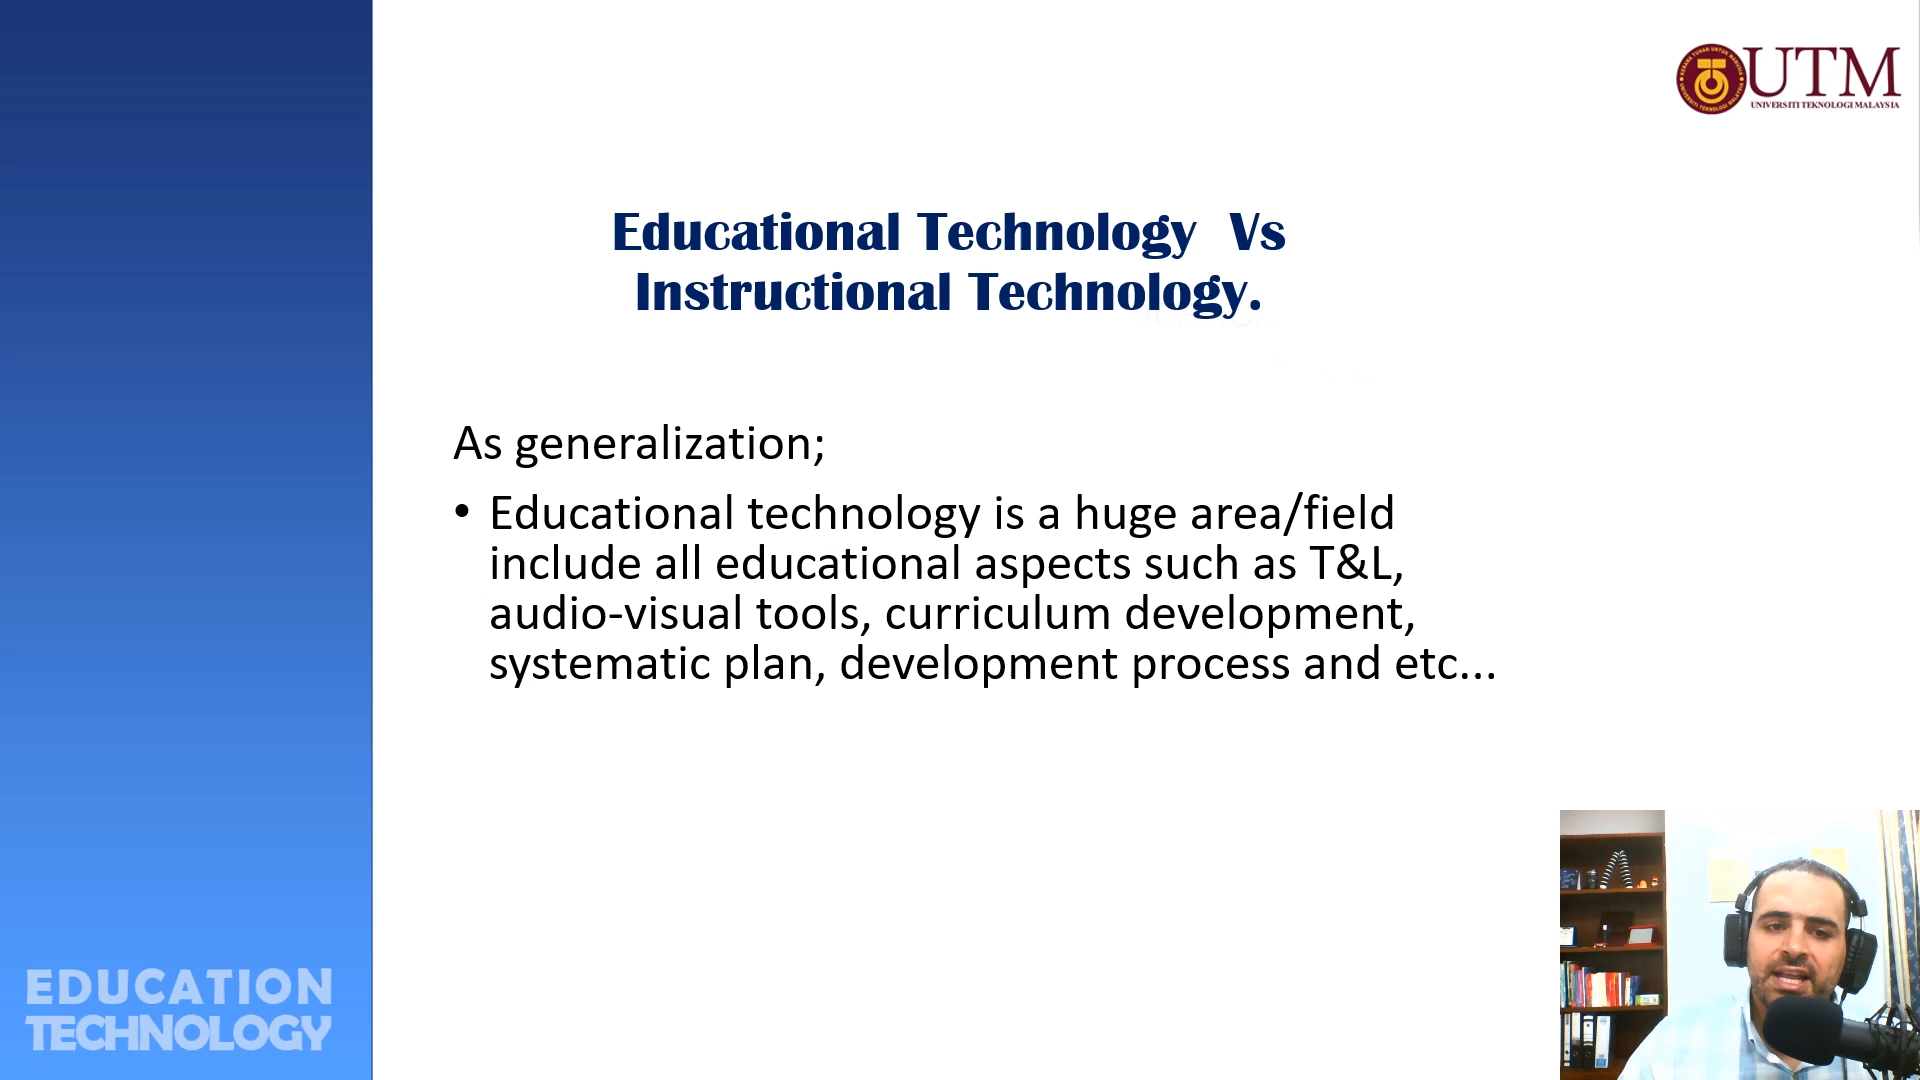 UTM
UNIVERSITI TEKNOLOGI MALAYSIA
Educational Technology Vs
Instructional Technology.
As generalization;
• Educational technology is a huge area/field
include all educational aspects such as T&L,
audio-visual tools, curriculum development,
systematic plan, development process and etc...
EDUCATION
TECHNOLOGY